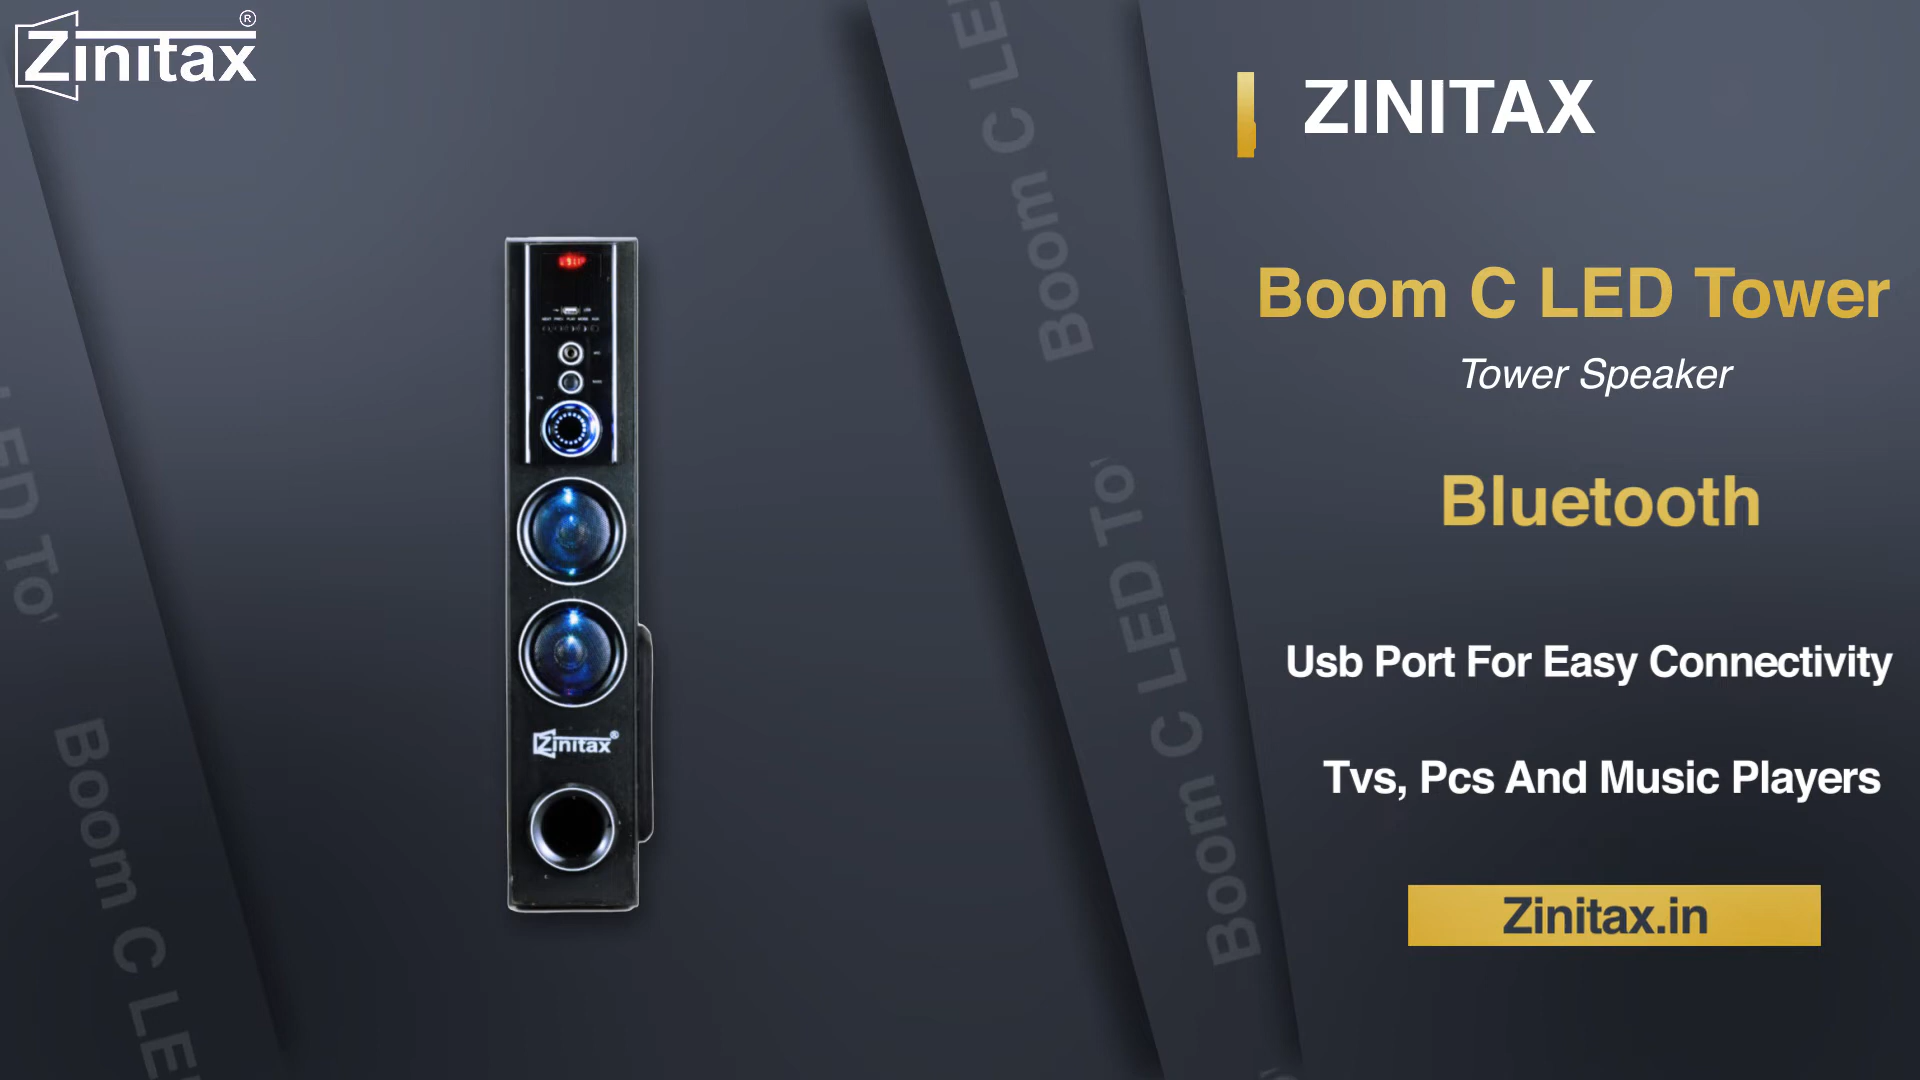 Zinitax®
ZINITAX
Boom C LED Tower
Tower Speaker
Bluetooth
Usb Port For Easy Connectivity
Tvs, Pcs And Music Players
Zinitax.in
Zinitax®
Boom C LE
Boom C LED To
Boom C LE
ED To